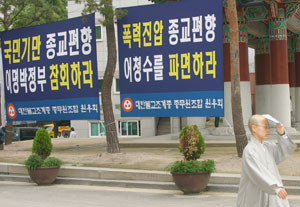 국민기만 종교편향
이명박정부 참회하라
대한불교조계종 중앙종회
폭력진압 종교편향
어청수를 파면하라
대한불교조계종 중앙종회